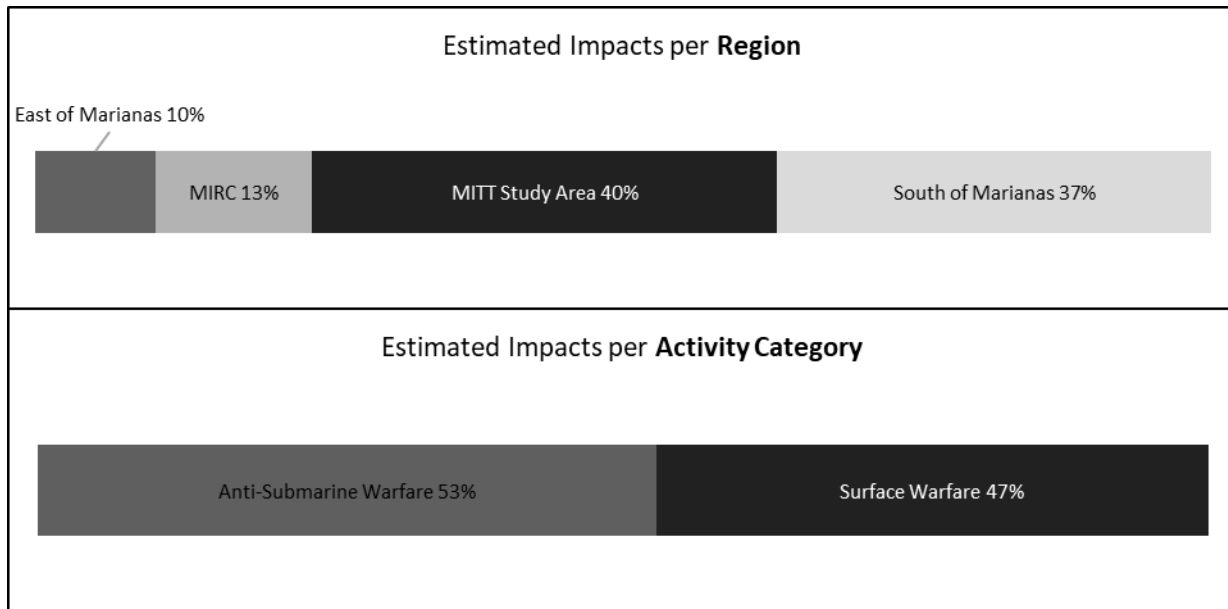 Estimated Impacts per Region
East of Marianas 10%
MIRC 13%
MITT Study Area 40%
South of Marianas 37%
Estimated Impacts per Activity Category
Anti-Submarine Warfare 53%
Surface Warfare 47%